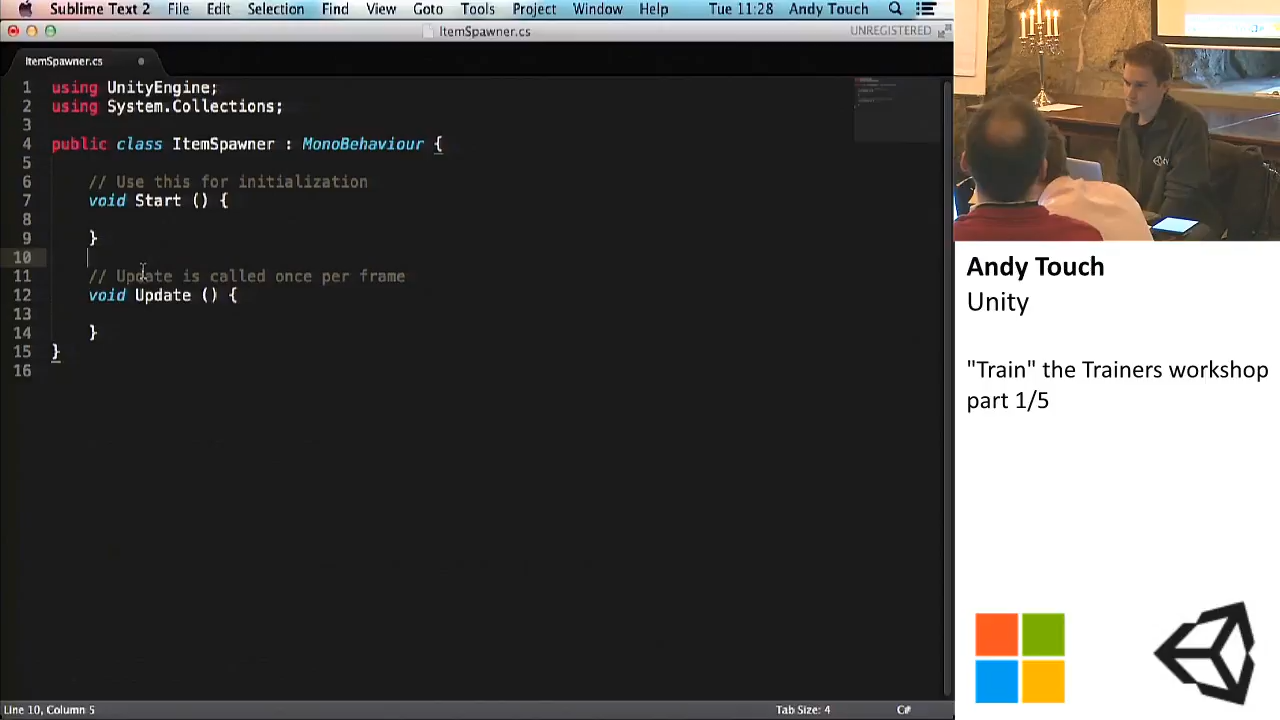 Sublime Text 2 File Edit Selection Find View Goto Tools Project Window Help Tue 11:28 Andy Touch
ItemSpawner.cs UNREGISTERED
ItemSpawner.cs
1 using UnityEngine;
2 using System.Collections;
3
4 public class ItemSpawner : MonoBehaviour {
5
6 // Use this for initialization
7 void Start () {
8
9 }
10
11 // Update is called once per frame
12 void Update () {
13
14 }
15 }
16
Line 10, Column 5 Tab Size: 4 C#
Andy Touch
Unity
"Train" the Trainers workshop
part 1/5